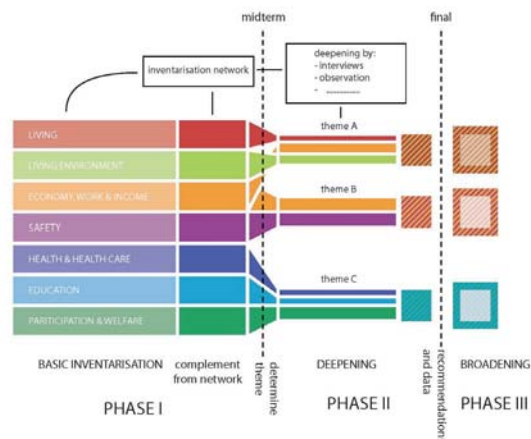 midterm
final
inventarisation network
deepening by:
- interviews
- observation
- ..............
LIVING
LIVING ENVIRONMENT
ECONOMY, WORK & INCOME
SAFETY
HEALTH & HEALTH CARE
EDUCATION
PARITICIPATION & WELFARE
theme A
theme B
theme C
BASIC INVENTARISATION
complement
from network
determine
theme
DEEPENING
recommendation
and data
BROADENING
PHASE I
PHASE II
PHASE III